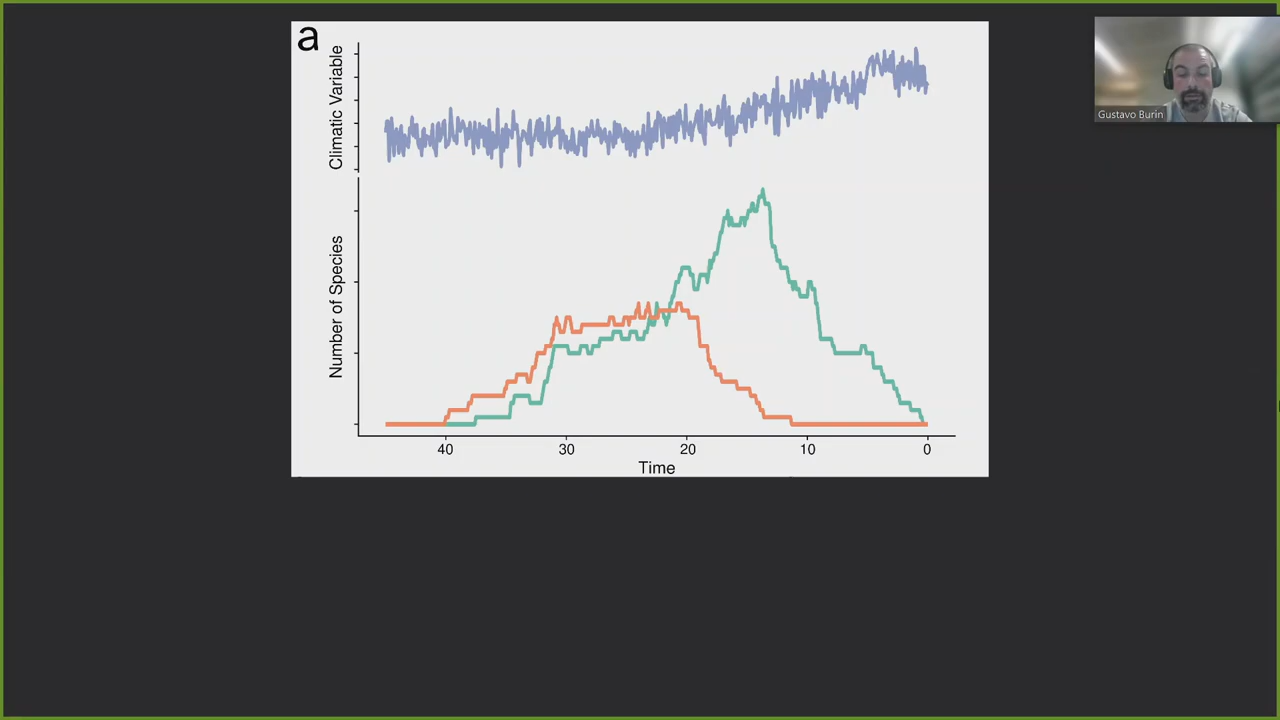 a
Climatic Variable
Number of Species
40 30 20 10 0
Time
Gustavo Burin